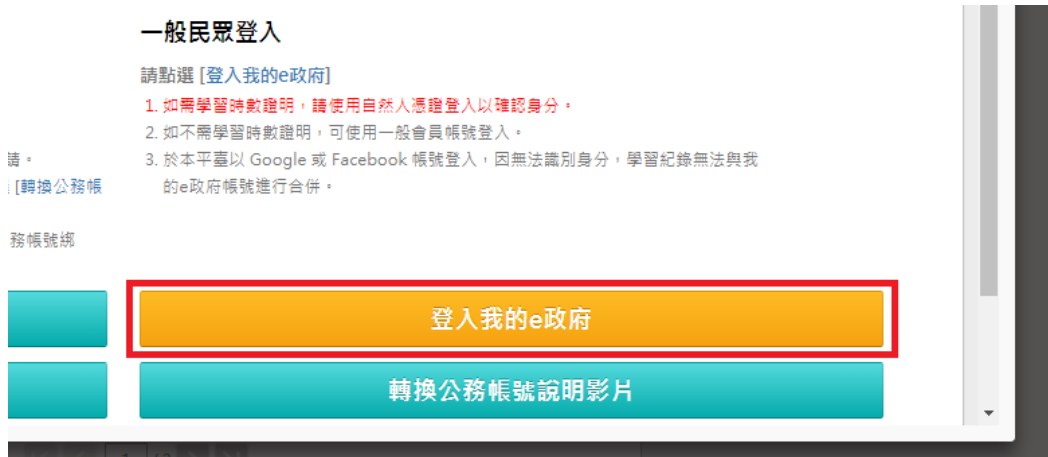 一般民眾登入
請點選 [登入我的e政府]
1. 如需學習時數證明，請使用自然人憑證登入以確認身分。
2. 如不需學習時數證明，可使用一般會員帳號登入。
3. 於本平臺以 Google 或 Facebook 帳號登入，因無法識別身分，學習紀錄無法與我
的e政府帳號進行合併。
請。
[轉換公務帳
務帳號綁
登入我的e政府
轉換公務帳號說明影片